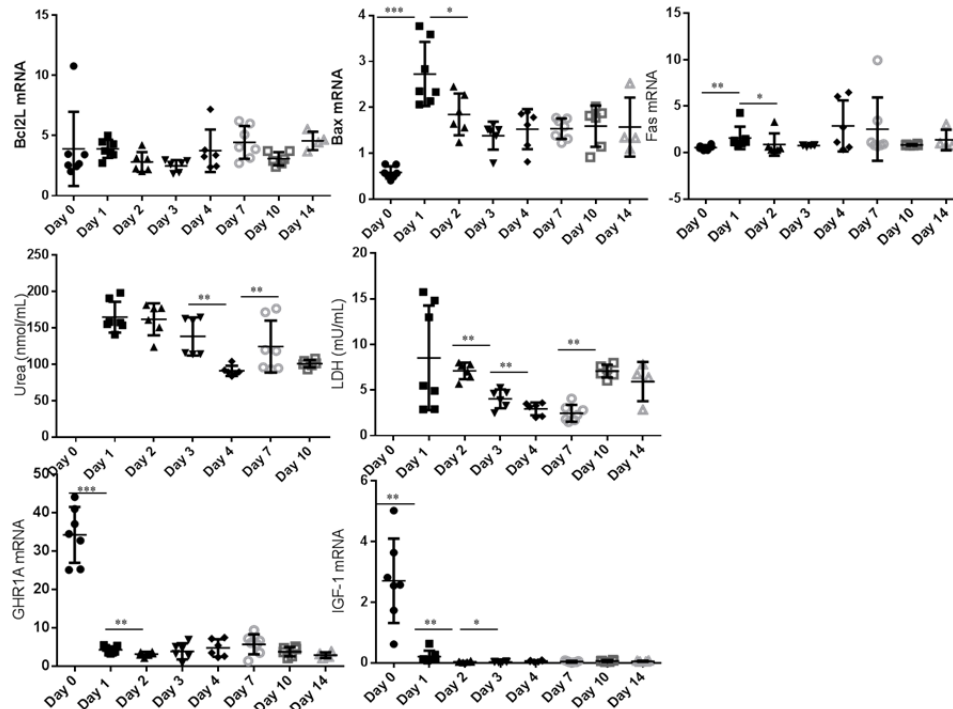 Bcl2L mRNA
15
10
5
0
Day 0 Day 1 Day 2 Day 3 Day 4 Day 7 Day 10 Day 14
Bax mRNA
4
3
2
1
0
*** *
Day 0 Day 1 Day 2 Day 3 Day 4 Day 7 Day 10 Day 14
Fas mRNA
15
10
5
0
-5
** *
Day 0 Day 1 Day 2 Day 3 Day 4 Day 7 Day 10 Day 14
Urea (nmol/mL)
250
200
150
100
50
0
** **
Day 0 Day 1 Day 2 Day 3 Day 4 Day 7 Day 10
LDH (mU/mL)
20
15
10
5
0
** ** **
Day 0 Day 1 Day 2 Day 3 Day 4 Day 7 Day 10 Day 14
GHR1A mRNA
50
40
30
20
10
0
*** **
Day 0 Day 1 Day 2 Day 3 Day 4 Day 7 Day 10 Day 14
IGF-1 mRNA
6
4
2
0
** ** *
Day 0 Day 1 Day 2 Day 3 Day 4 Day 7 Day 10 Day 14